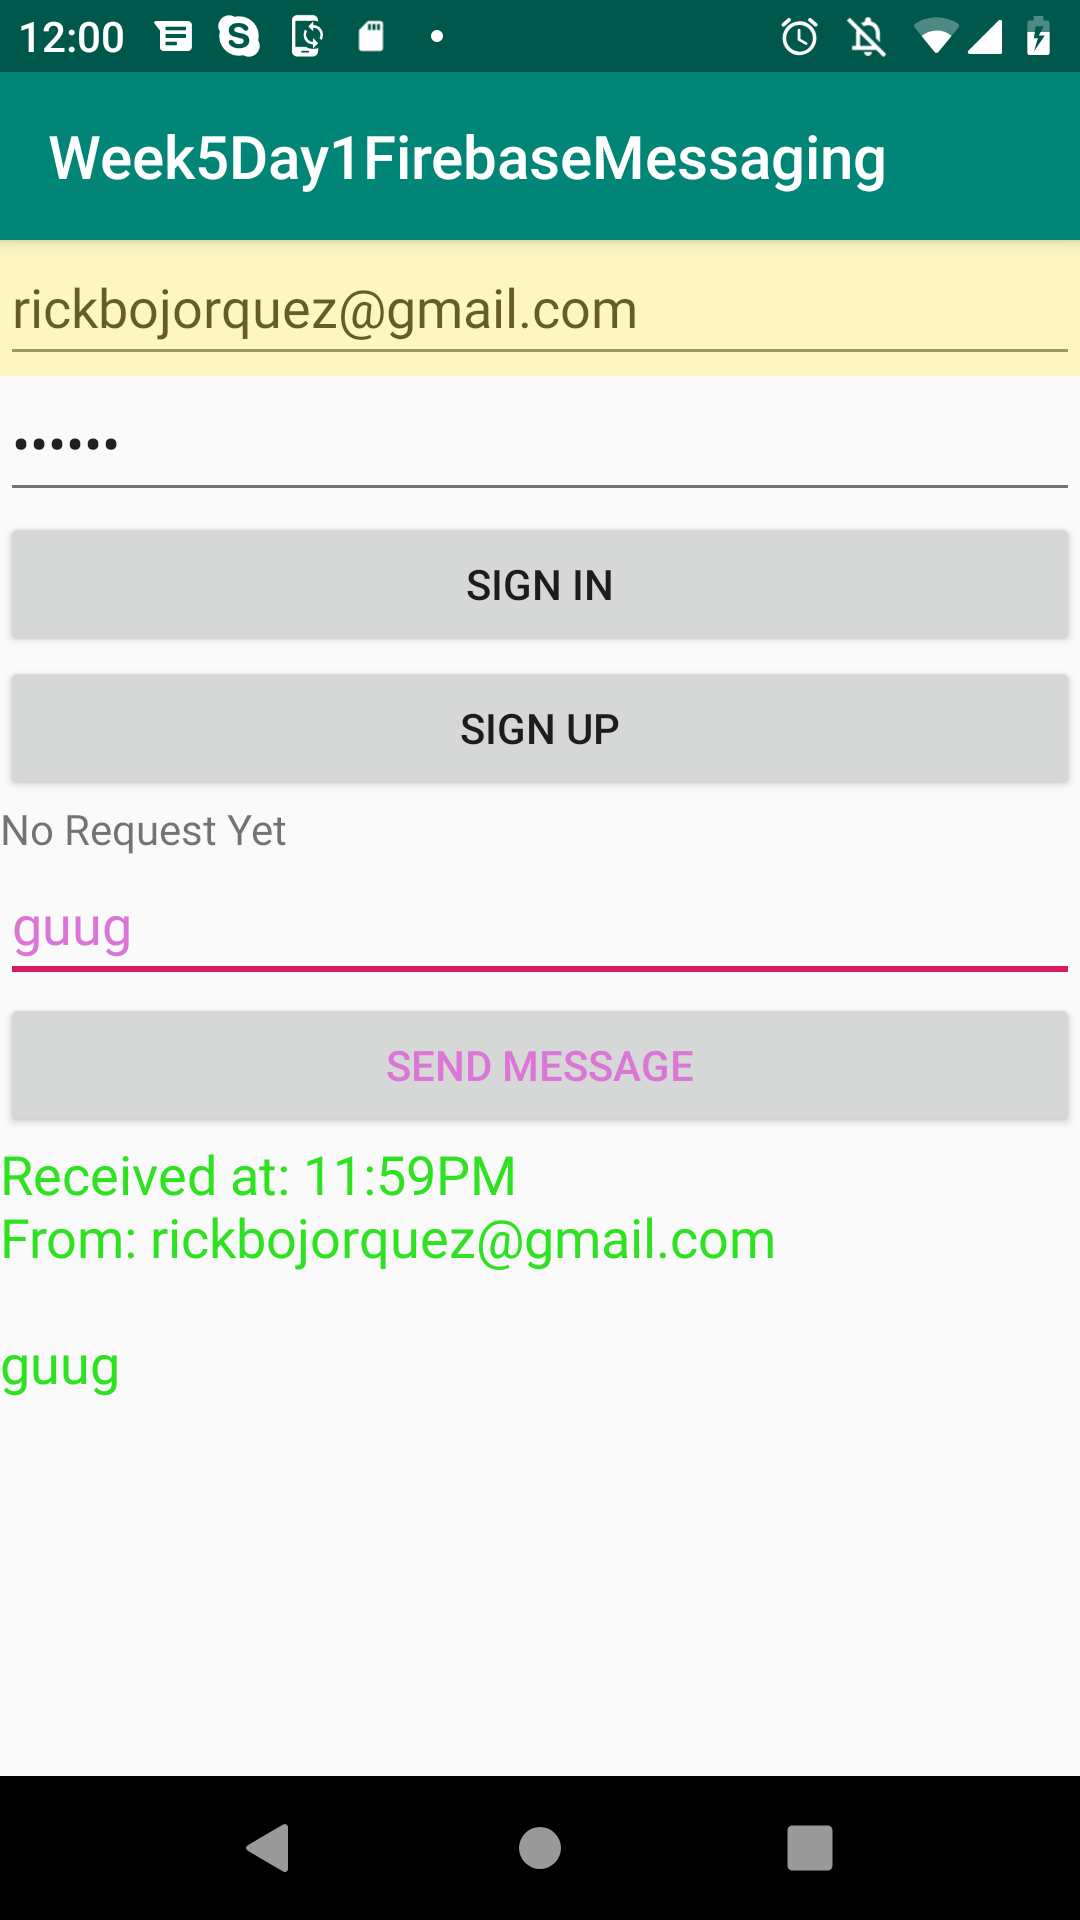 12:00
Week5Day1FirebaseMessaging
rickbojorquez@gmail.com
••••••
SIGN IN
SIGN UP
No Request Yet
guug
SEND MESSAGE
Received at: 11:59PM
From: rickbojorquez@gmail.com
guug